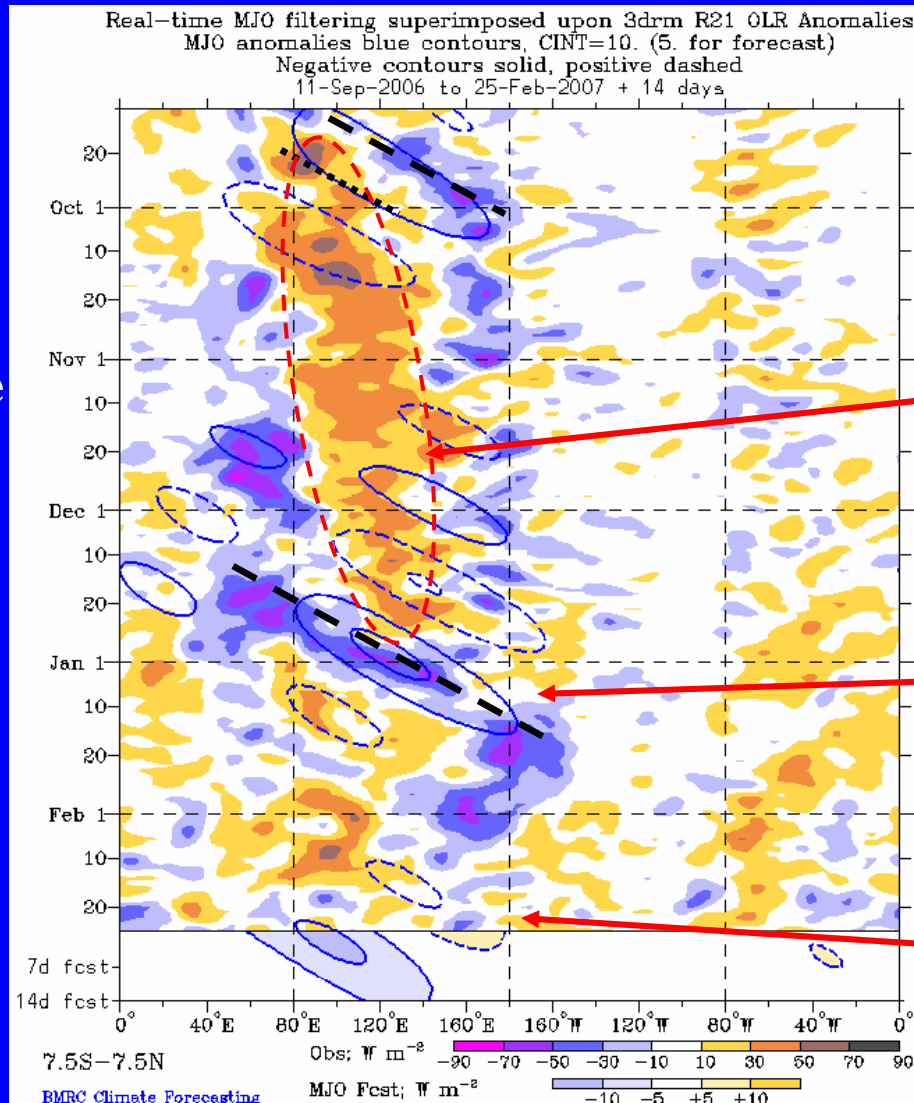 Real-time MJO filtering superimposed upon 3drm R21 OLR Anomalies
MJO anomalies blue contours, CINT=10. (5. for forecast)
Negative contours solid, positive dashed
11-Sep-2006 to 25-Feb-2007 + 14 days
20
Oct 1
10
20
Nov 1
10
20
Dec 1
10
20
Jan 1
10
20
Feb 1
10
20
7d fcst
14d fcst
0° 40°E 80°E 120°E 160°E 160°W 120°W 80°W 40°W 0°
7.5S-7.5N
Obs; W m-2
-90 -70 -50 -30 -10 10 30 50 70 90
BMRC Climate Forecasting
MJO Fcst; W m-2
-10 -5 +5 +10